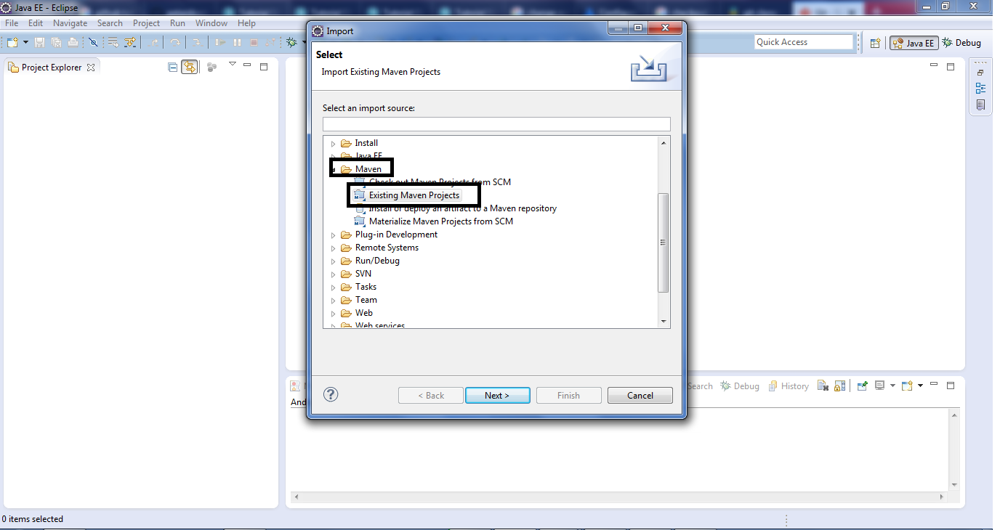 Java EE - Eclipse
File Edit Navigate Search Project Run Window Help
Quick Access
Java EE
Debug
Project Explorer
Import
Select
Import Existing Maven Projects
Select an import source:
Install
Java EE
Maven
Check out Maven Projects from SCM
Existing Maven Projects
Install or deploy an artifact to a Maven repository
Materialize Maven Projects from SCM
Plug-in Development
Remote Systems
Run/Debug
SVN
Tasks
Team
Web
Web services
< Back
Next >
Finish
Cancel
Search Debug History
And
0 items selected